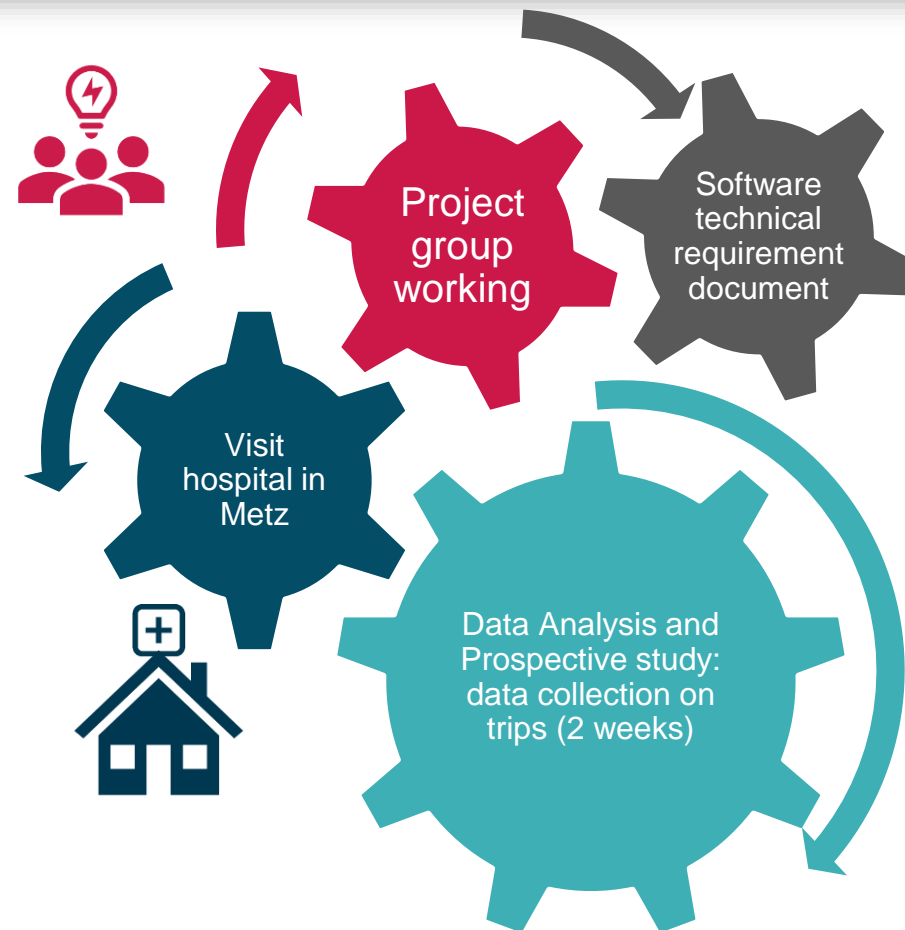 Project
group
working
Software
technical
requirement
document
Visit
hospital in
Metz
Data Analysis and
Prospective study:
data collection on
trips (2 weeks)